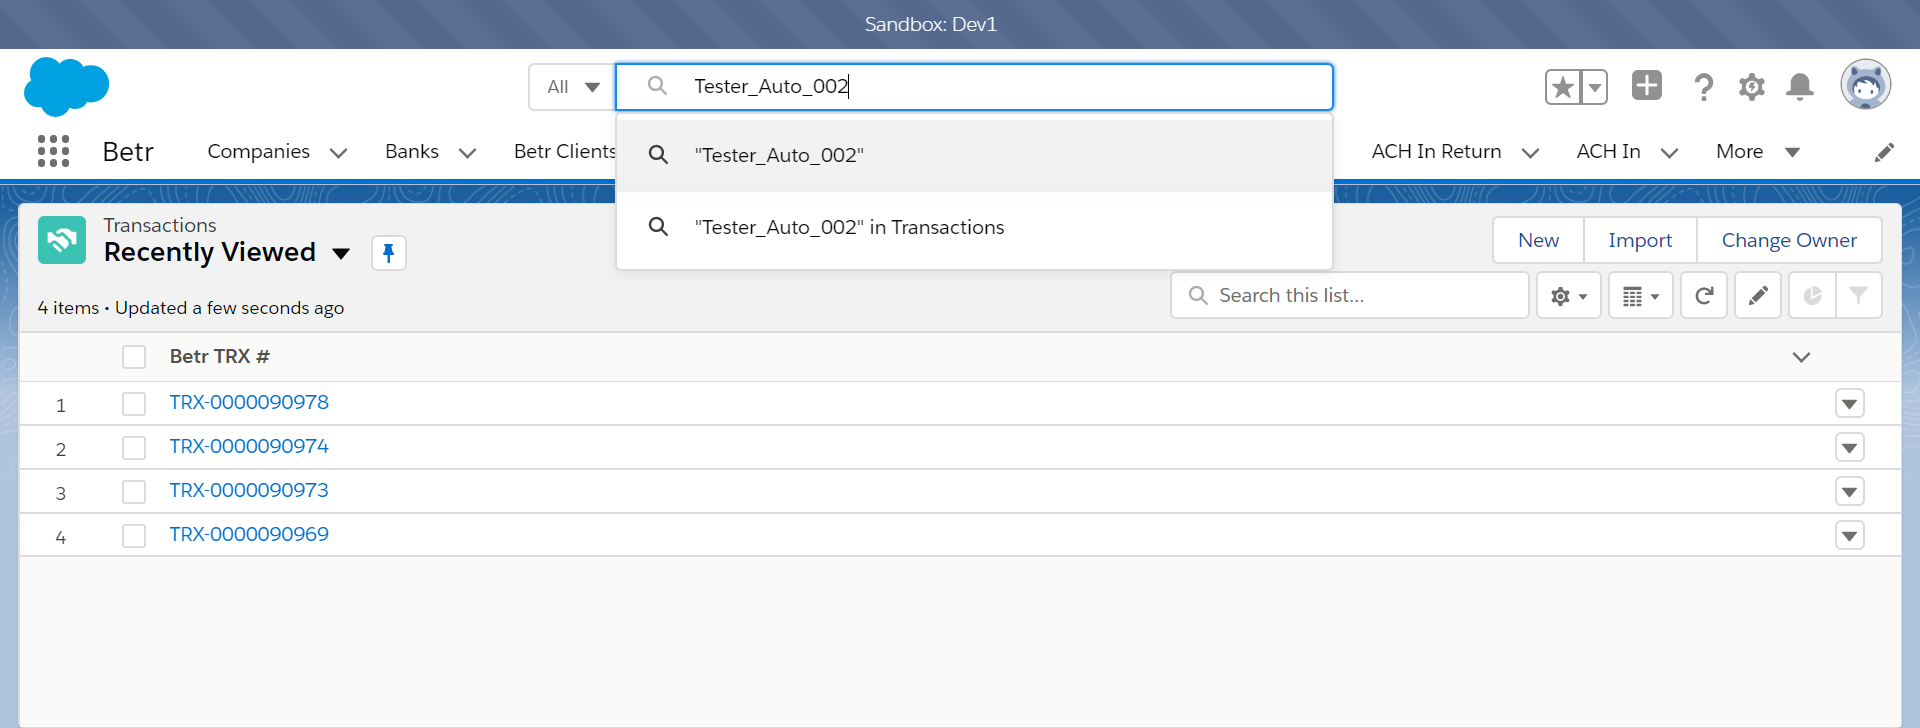 Sandbox: Dev1
All
Tester_Auto_002
Betr
Companies
Banks
Betr Clients
ACH In Return
ACH In
More
"Tester_Auto_002"
"Tester_Auto_002" in Transactions
Transactions
Recently Viewed
New
Import
Change Owner
4 items • Updated a few seconds ago
Search this list...
Betr TRX #
1
TRX-0000090978
2
TRX-0000090974
3
TRX-0000090973
4
TRX-0000090969